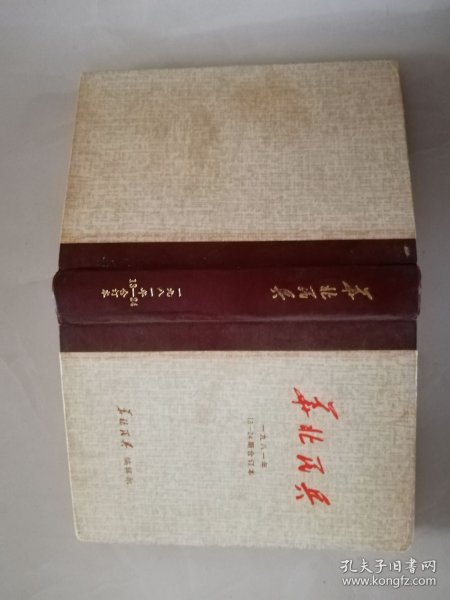 华北民兵
一九八一年
13—24期合订本
华北民兵 编辑部
华北民兵
一九八一年合订本
13—24
孔夫子旧书网
www.kongfz.com